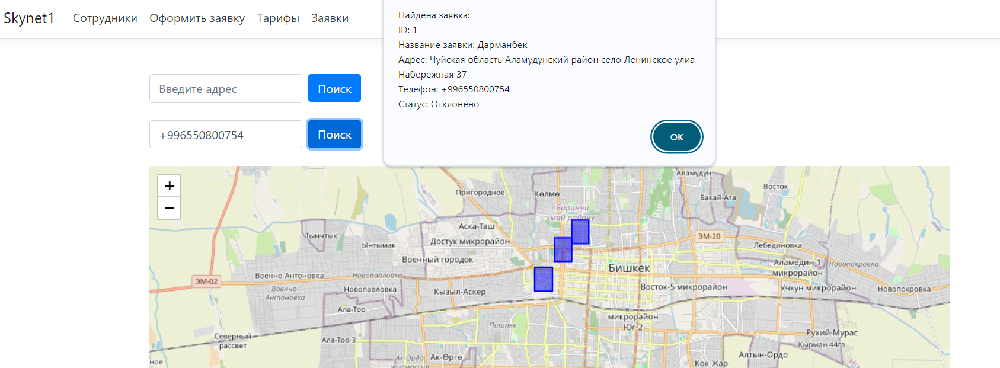 Skynet1 Сотрудники Оформить заявку Тарифы Заявки
Найдена заявка:
ID: 1
Название заявки: Дарманбек
Адрес: Чуйская область Аламудунский район село Ленинское улиа
Набережная 37
Телефон: +996550800754
Статус: Отклонено
OK
Введите адрес Поиск
+996550800754 Поиск
+
−
Аламүдүн
Пригородное
Көлмө
Восток
Бакай-Ата
Биринчи
май району
Аска-Таш
Тынчтык
ЭМ-20
Ынтымак
Достук микрорайон
Лебединовка
Военный городок
Аламедин-1
микрорайон
Новопокровка
Бишкек
Военно-Антоновка
Новопавловка
ЭМ-02
Военно-
Антоновка
Новопавловка
Кызыл-Аскер
Восток-5 микрорайон
Учкун микрорайон
Новопокровка
Ала-Тоо
микрорайон
Юг-2
Пишпек
Северный
рассвет
Ала-Тоо 3
Рухий-Мурас
Кырман 44га
ное
Ак-Ордо
жилмассив
Ак-Өргө
Алтын-Ордо
Кок-Жар